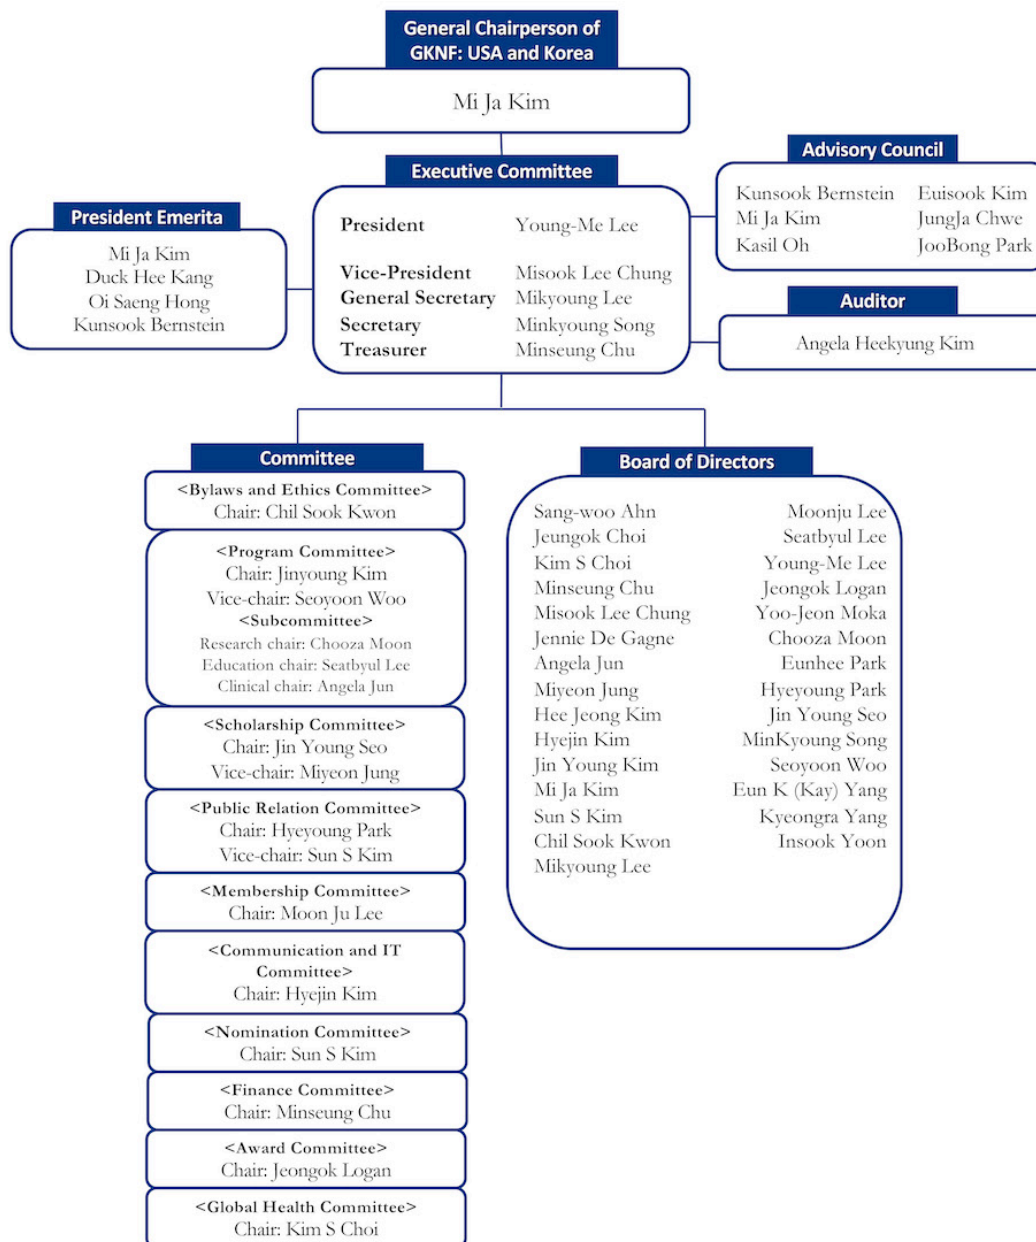 General Chairperson of
GKNF: USA and Korea
Mi Ja Kim
Executive Committee
President Young-Me Lee
Vice-President Misook Lee Chung
General Secretary Mikyoung Lee
Secretary Minkyoung Song
Treasurer Minseung Chu
President Emerita
Mi Ja Kim
Duck Hee Kang
Oi Saeng Hong
Kunsook Bernstein
Advisory Council
Kunsook Bernstein Euisook Kim
Mi Ja Kim JungJa Chwe
Kasil Oh JooBong Park
Auditor
Angela Heekyung Kim
Committee
<Bylaws and Ethics Committee>
Chair: Chil Sook Kwon
<Program Committee>
Chair: Jinyoung Kim
Vice-chair: Seoyoon Woo
<Subcommittee>
Research chair: Chooza Moon
Education chair: Seatbyul Lee
Clinical chair: Angela Jun
<Scholarship Committee>
Chair: Jin Young Seo
Vice-chair: Miyeon Jung
<Public Relation Committee>
Chair: Hyeyoung Park
Vice-chair: Sun S Kim
<Membership Committee>
Chair: Moon Ju Lee
<Communication and IT
Committee>
Chair: Hyejin Kim
<Nomination Committee>
Chair: Sun S Kim
<Finance Committee>
Chair: Minseung Chu
<Award Committee>
Chair: Jeongok Logan
<Global Health Committee>
Chair: Kim S Choi
Board of Directors
Sang-woo Ahn Moonju Lee
Jeungok Choi Seatbyul Lee
Kim S Choi Young-Me Lee
Minseung Chu Jeongok Logan
Misook Lee Chung Yoo-Jeon Moka
Jennie De Gagne Chooza Moon
Angela Jun Eunhee Park
Miyeon Jung Hyeyoung Park
Hee Jeong Kim Jin Young Seo
Hyejin Kim MinKyoung Song
Jin Young Kim Seoyoon Woo
Mi Ja Kim Eun K (Kay) Yang
Sun S Kim Kyeongra Yang
Chil Sook Kwon Insook Yoon
Mikyoung Lee